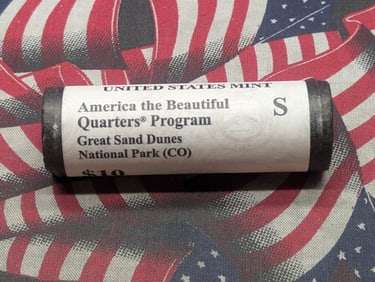 UNITED STATES MINT
America the Beautiful
Quarters® Program
S
Great Sand Dunes
National Park (CO)
$10